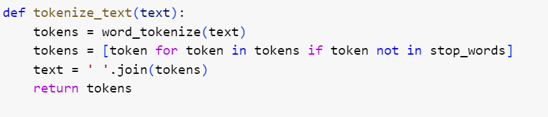 def tokenize_text(text):
    tokens = word_tokenize(text)
    tokens = [token for token in tokens if token not in stop_words]
    text = ' '.join(tokens)
    return tokens